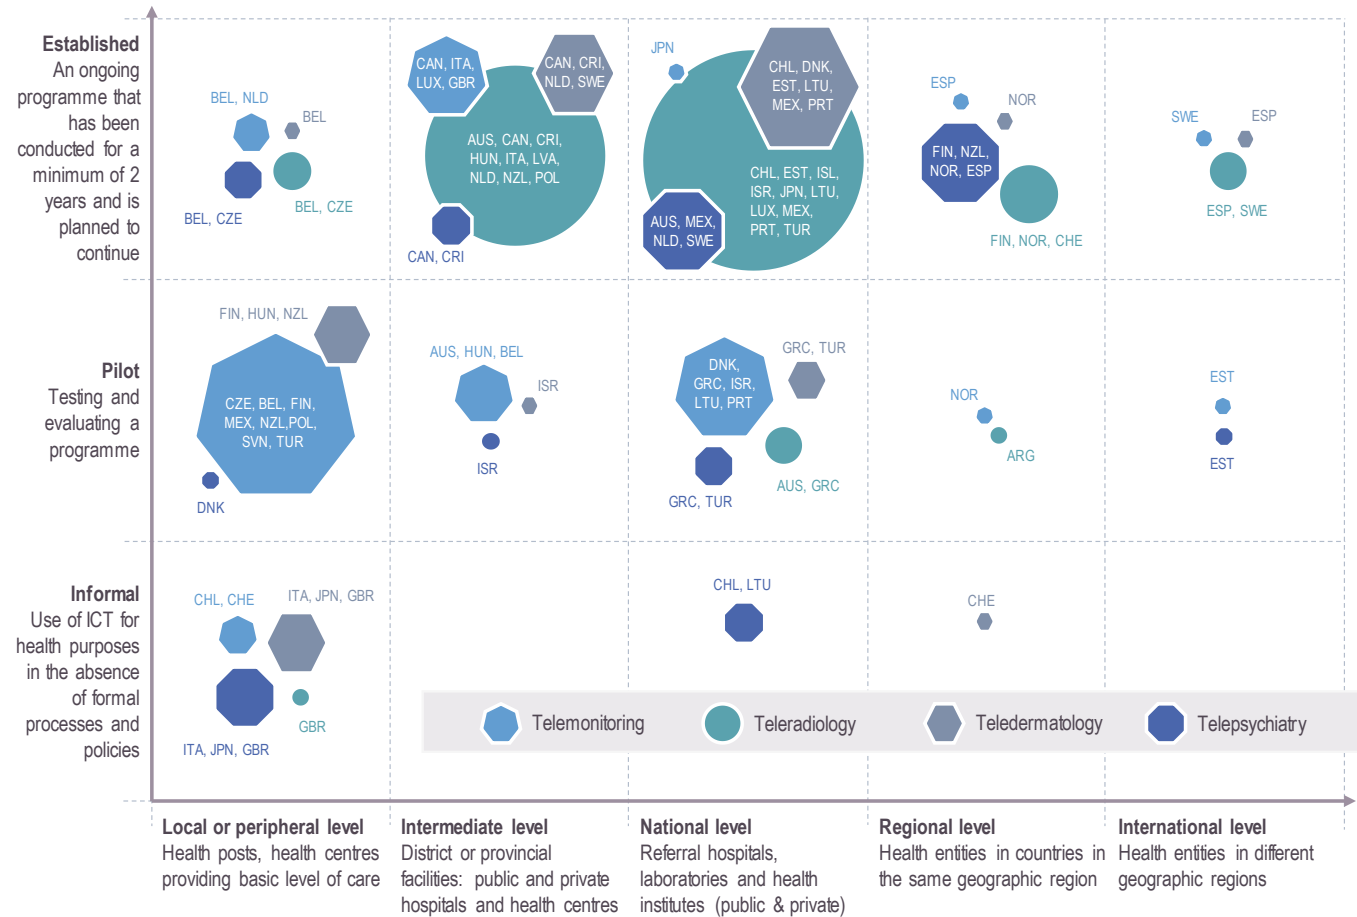 Established
An ongoing
programme that
has been
conducted for a
minimum of 2
years and is
planned to
continue
BEL, NLD
BEL
BEL, CZE
BEL, CZE
CAN, ITA,
LUX, GBR
CAN, CRI,
NLD, SWE
AUS, CAN, CRI,
HUN, ITA, LVA,
NLD, NZL, POL
CAN, CRI
JPN
CHL, DNK,
EST, LTU,
MEX, PRT
CHL, EST, ISL,
ISR, JPN, LTU,
LUX, MEX,
PRT, TUR
AUS, MEX,
NLD, SWE
ESP
NOR
FIN, NZL,
NOR, ESP
FIN, NOR, CHE
SWE
ESP
ESP, SWE
Pilot
Testing and
evaluating a
programme
FIN, HUN, NZL
CZE, BEL, FIN,
MEX, NZL,POL,
SVN, TUR
DNK
AUS, HUN, BEL
ISR
ISR
DNK,
GRC, ISR,
LTU, PRT
GRC, TUR
GRC, TUR
AUS, GRC
NOR
ARG
EST
EST
Informal
Use of ICT for
health purposes
in the absence
of formal
processes and
policies
CHL, CHE
ITA, JPN, GBR
GBR
ITA, JPN, GBR
CHL, LTU
CHE
Telemonitoring
Teleradiology
Teledermatology
Telepsychiatry
Local or peripheral level
Health posts, health centres
providing basic level of care
Intermediate level
District or provincial
facilities: public and private
hospitals and health centres
National level
Referral hospitals,
laboratories and health
institutes (public & private)
Regional level
Health entities in countries in
the same geographic region
International level
Health entities in different
geographic regions